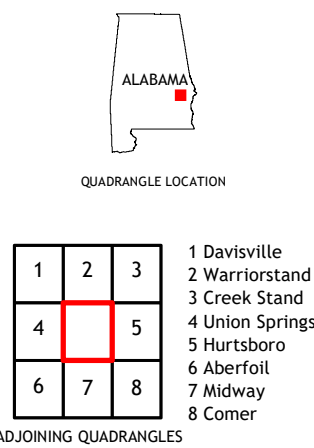 ALABAMA
QUADRANGLE LOCATION
1 2 3
4 5
6 7 8
1 Davisville
2 Warriorstand
3 Creek Stand
4 Union Springs
5 Hurtsboro
6 Aberfoil
7 Midway
8 Comer
ADJOINING QUADRANGLES